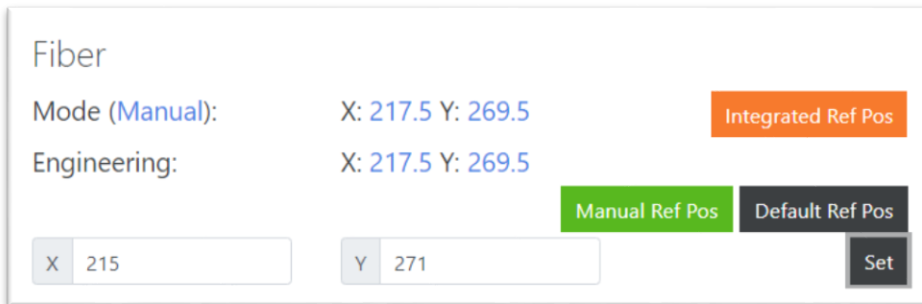 Fiber
Mode (Manual): X: 217.5 Y: 269.5 Integrated Ref Pos
Engineering: X: 217.5 Y: 269.5
Manual Ref Pos Default Ref Pos
X 215 Y 271 Set